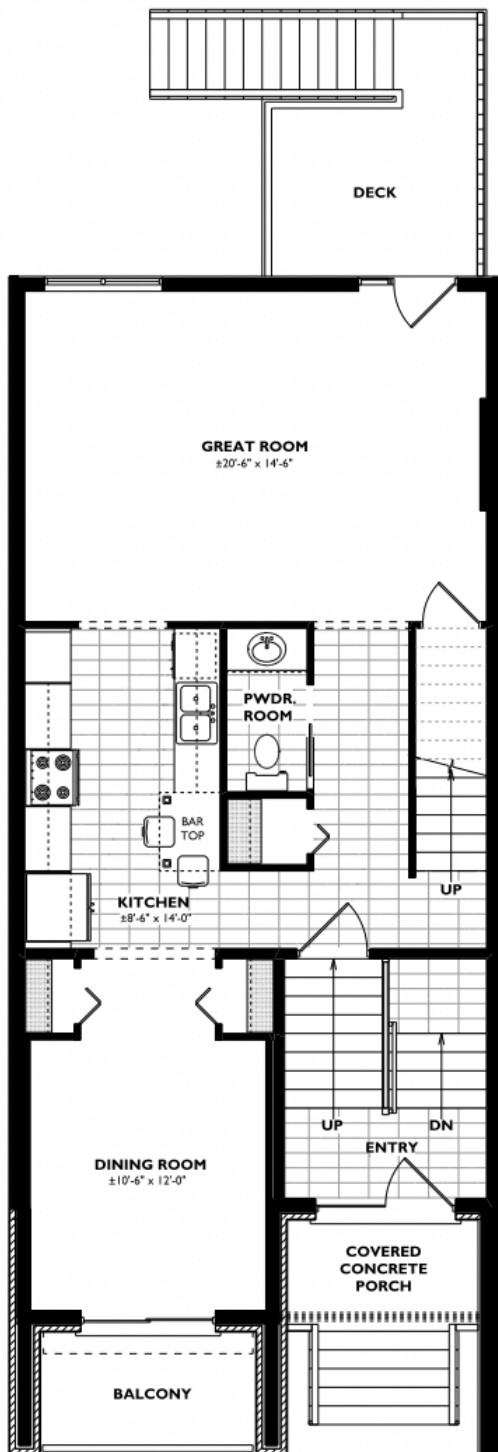 DECK
GREAT ROOM
±20'-6" x 14'-6"
PWDR.
ROOM
BAR
TOP
KITCHEN
±8'-6" x 14'-0"
UP
UP
DN
ENTRY
DINING ROOM
±10'-6" x 12'-0"
COVERED
CONCRETE
PORCH
BALCONY